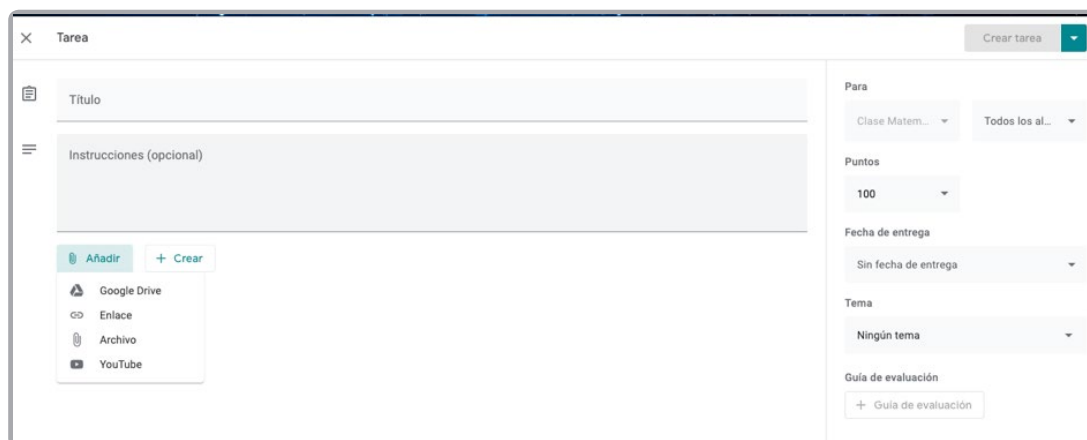 Tarea
Crear tarea
Título
Instrucciones (opcional)
Añadir
+ Crear
Google Drive
Enlace
Archivo
YouTube
Para
Clase Matem...
Todos los al...
Puntos
100
Fecha de entrega
Sin fecha de entrega
Tema
Ningún tema
Guía de evaluación
+ Guía de evaluación